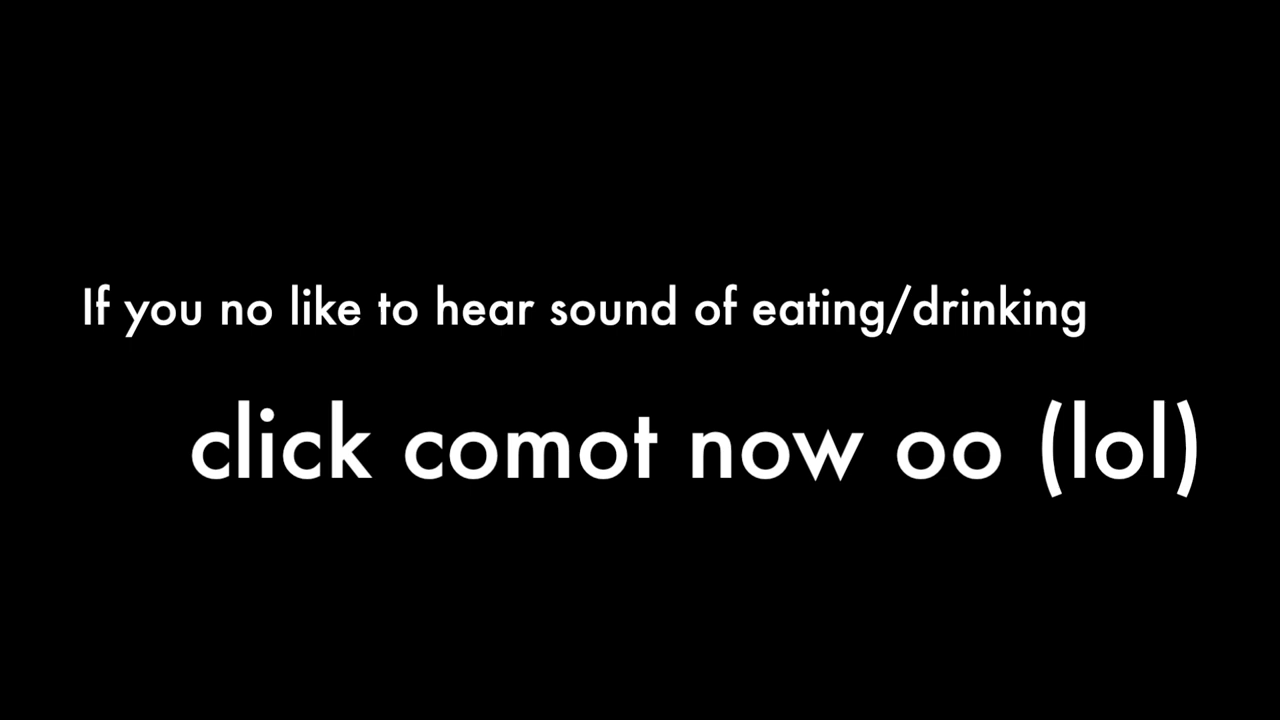 If you no like to hear sound of eating/drinking
click comot now oo (lol)